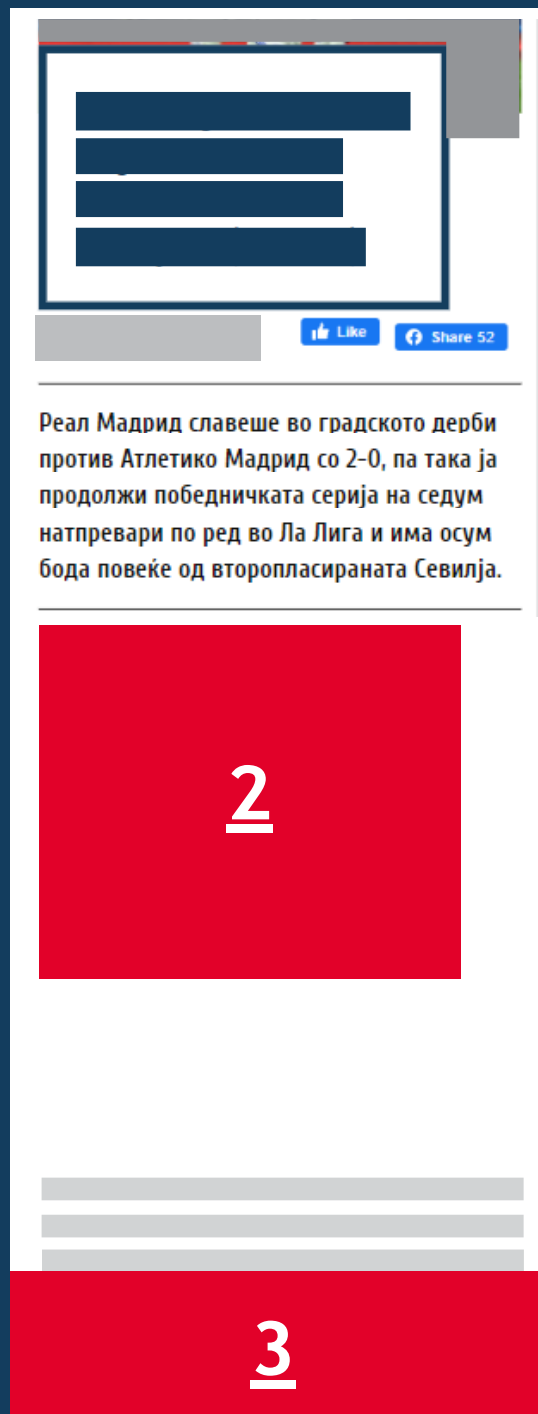 Like
Share 52
Реал Мадрид славеше во градското дерби
против Атлетико Мадрид со 2-0, па така ја
продолжи победничката серија на седум
натпревари по ред во Ла Лига и има осум
бода повеќе од второпласираната Севилја.
2
3